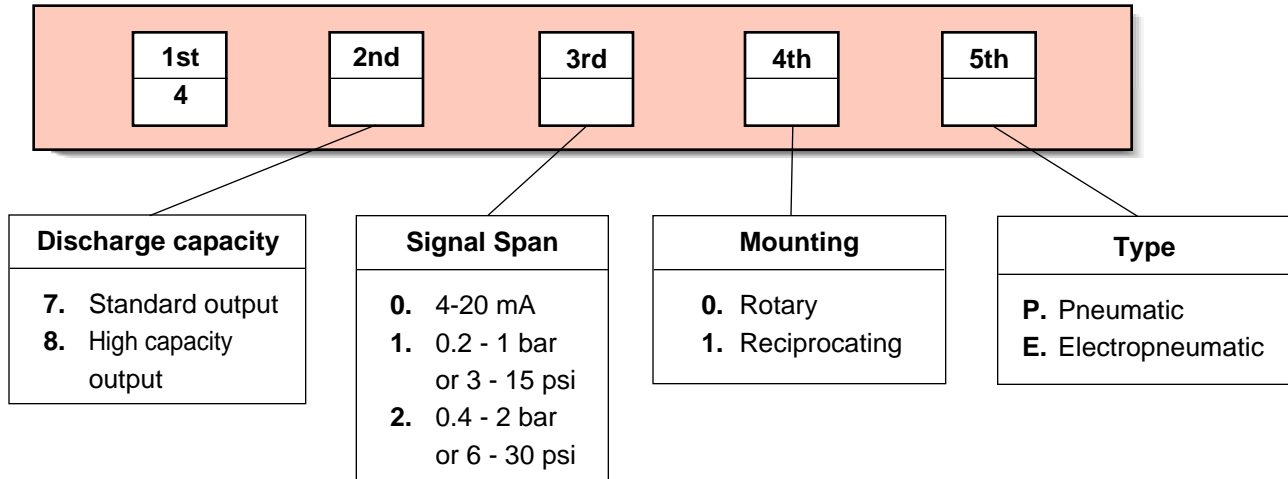 1st 2nd 3rd 4th 5th
4
Discharge capacity
7. Standard output
8. High capacity
output
Signal Span
0. 4-20 mA
1. 0.2 - 1 bar
or 3 - 15 psi
2. 0.4 - 2 bar
or 6 - 30 psi
Mounting
0. Rotary
1. Reciprocating
Type
P. Pneumatic
E. Electropneumatic